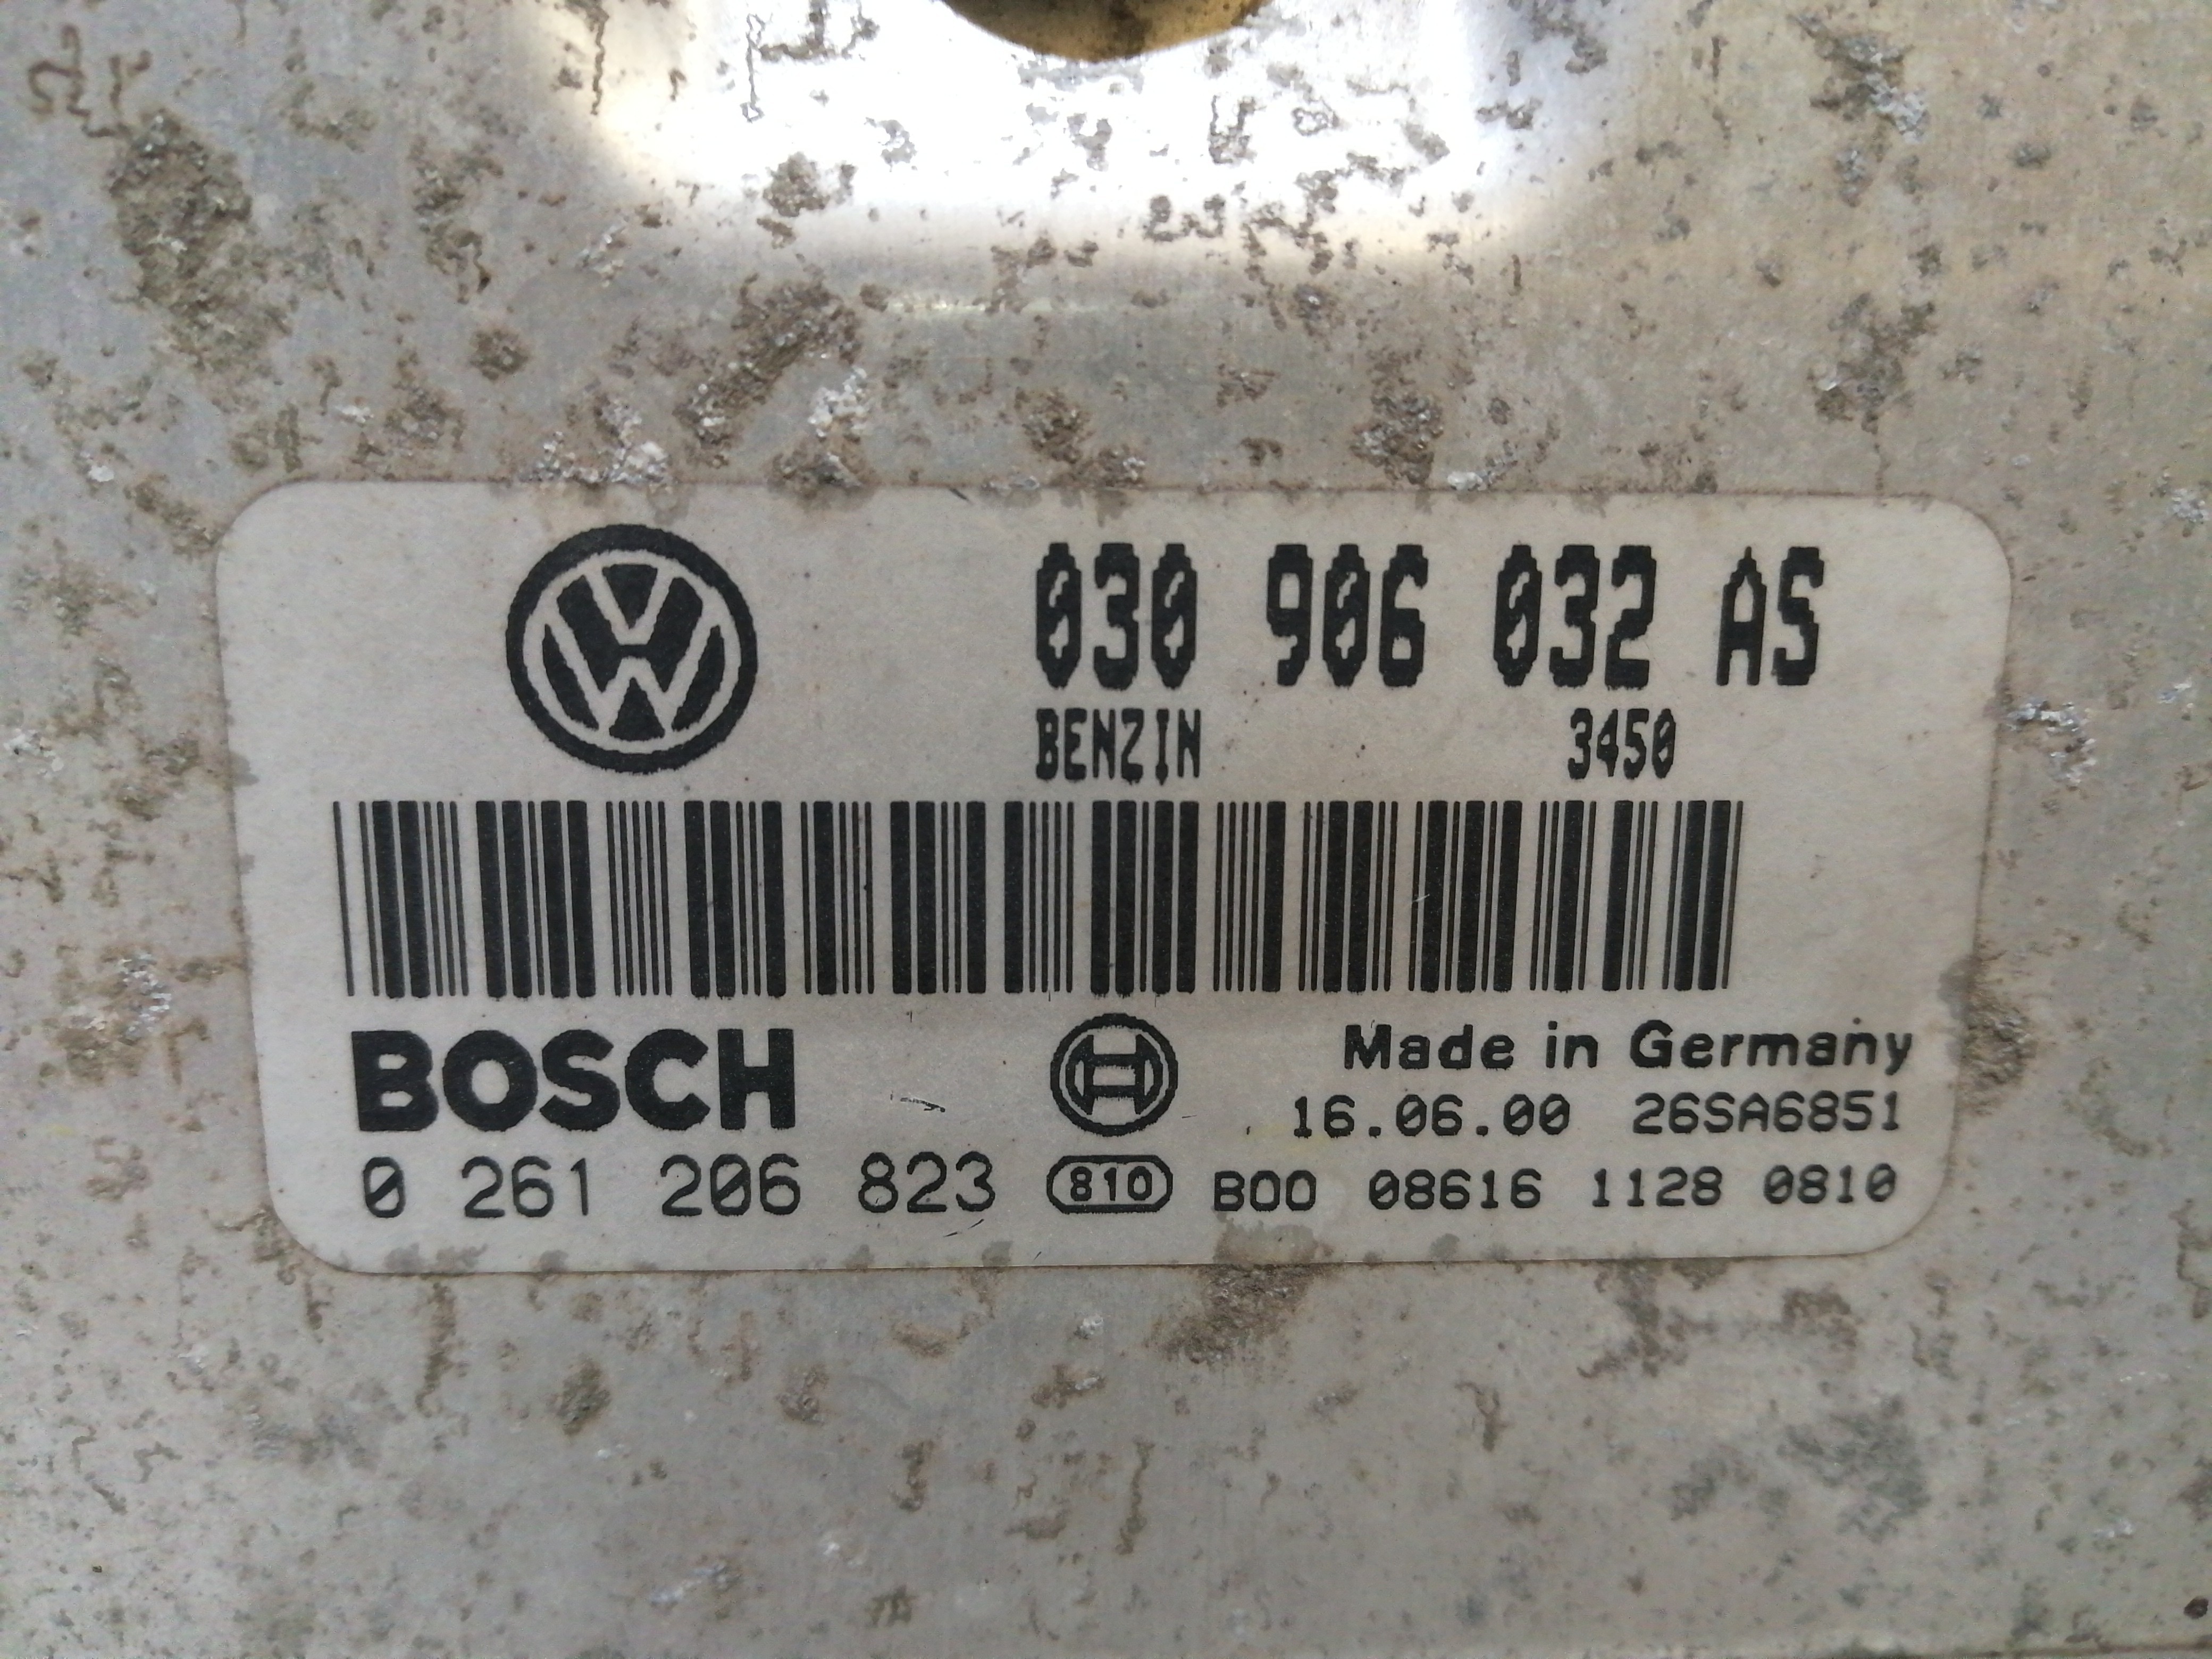 030 906 032 AS
BENZIN 3450
BOSCH
Made in Germany
16.06.00 26SA6851
0 261 206 823 810 B00 08616 1128 0810